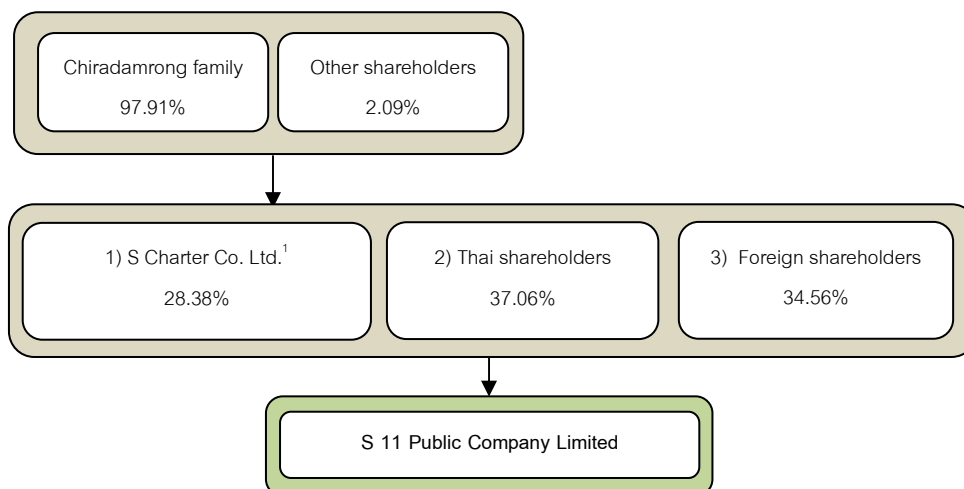 Chiradamrong family
97.91%
Other shareholders
2.09%
1) S Charter Co. Ltd.¹
28.38%
2) Thai shareholders
37.06%
3) Foreign shareholders
34.56%
S 11 Public Company Limited